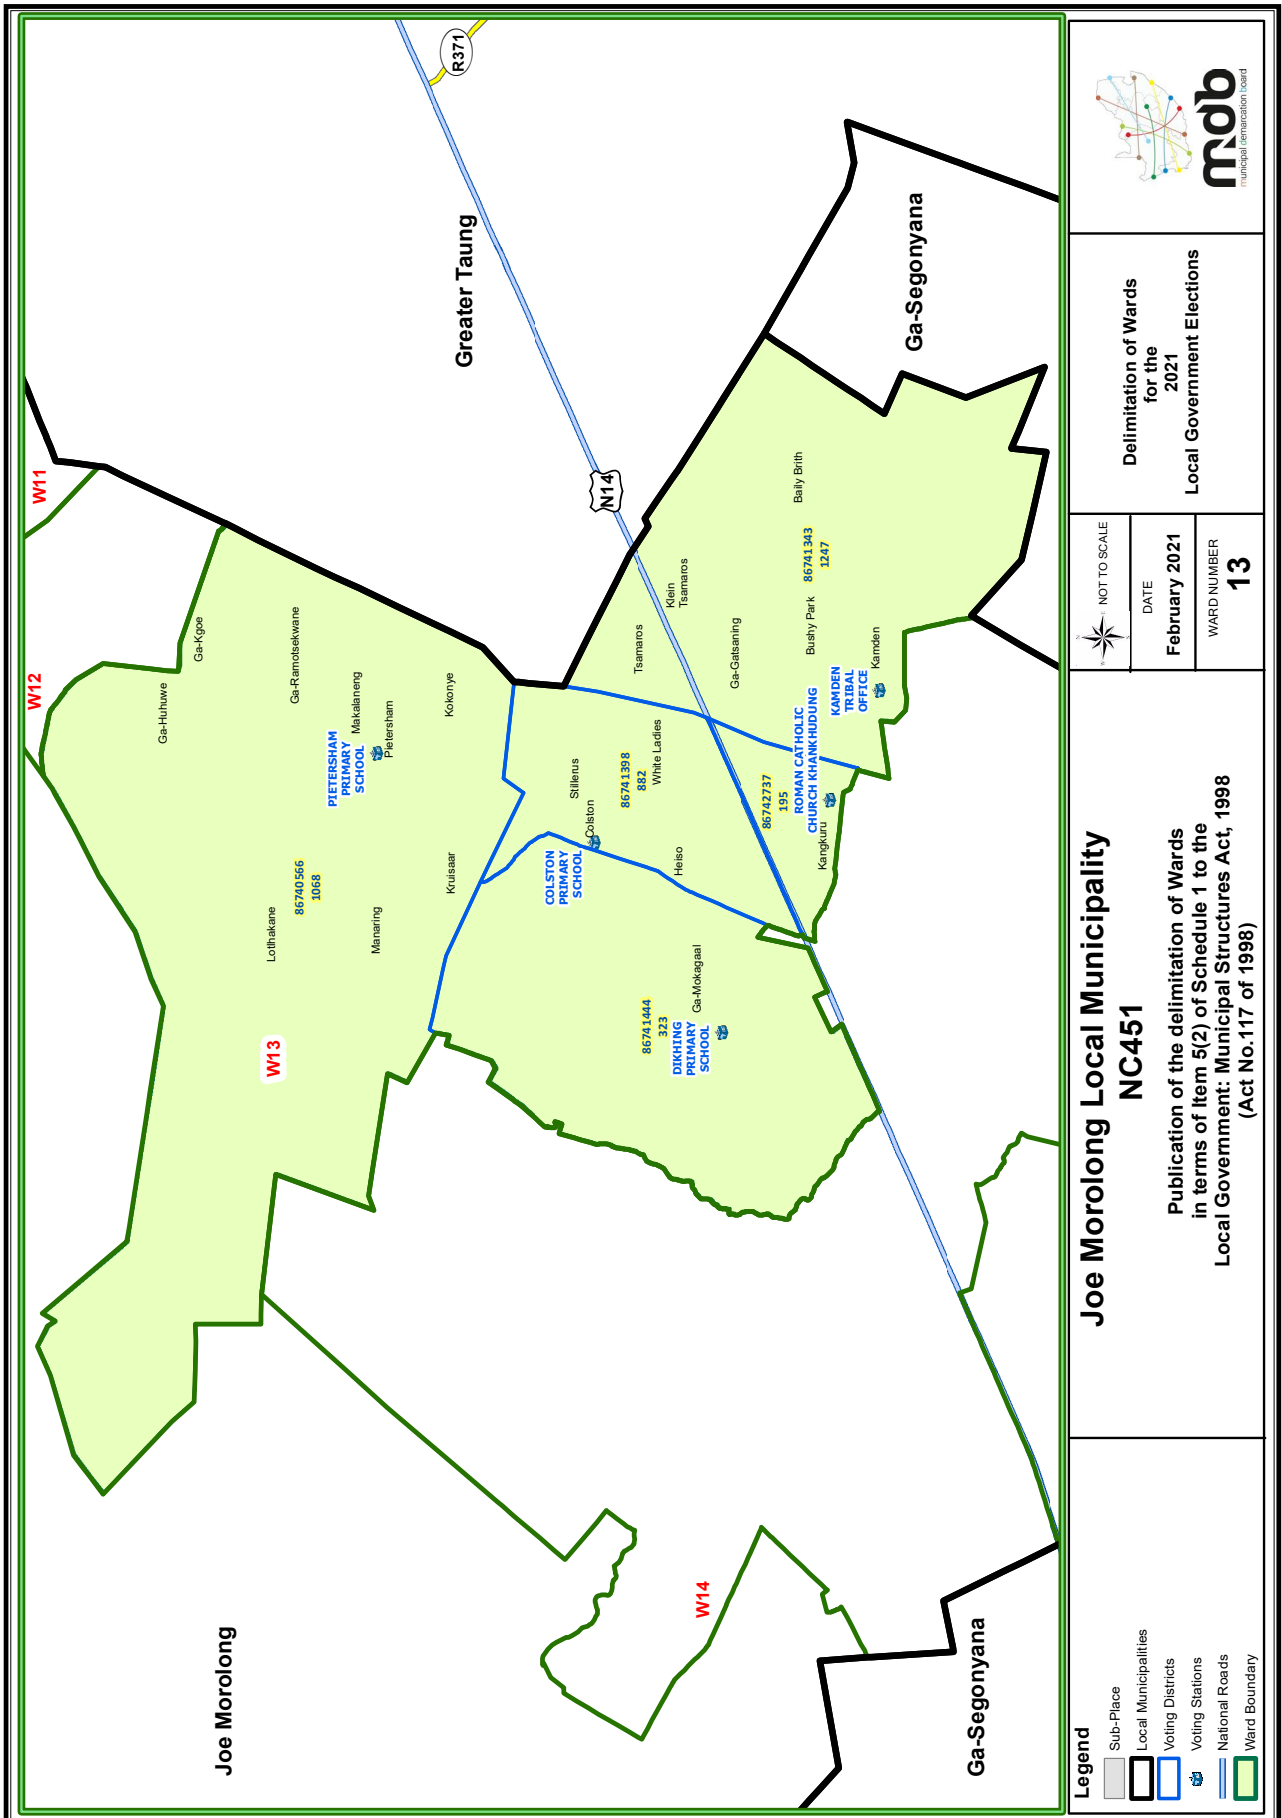 W11
W12
R371
Greater Taung
N14
Ga-Segonyana
Ga-Kgoe
Ga-Huhuwe
Ga-Ramotsekwane
Makalaneng
Pietersham
PIETERSHAM
PRIMARY
SCHOOL
Kokonye
86740566
1068
Lotlhakane
Manaring
Kruisaar
W13
Stillerus
Colston
COLSTON
PRIMARY
SCHOOL
86741398
882
White Ladies
Heiso
Tsamaros
Klein
Tsamaros
Ga-Gatsaning
Baily Brith
86741343
1247
Bushy Park
Kamden
KAMDEN
TRIBAL
OFFICE
86742737
195
ROMAN CATHOLIC
CHURCH KHANKHUDUNG
Kangkuru
86741444
323
Ga-Mokagaal
DIKHING
PRIMARY
SCHOOL
Joe Morolong
W14
Ga-Segonyana
Legend
Sub-Place
Local Municipalities
Voting Districts
Voting Stations
National Roads
Ward Boundary
Joe Morolong Local Municipality
NC451
Publication of the delimitation of Wards
in terms of Item 5(2) of Schedule 1 to the
Local Government: Municipal Structures Act, 1998
(Act No.117 of 1998)
NOT TO SCALE
DATE
February 2021
WARD NUMBER
13
Delimitation of Wards
for the
2021
Local Government Elections
mdb
municipal demarcation board